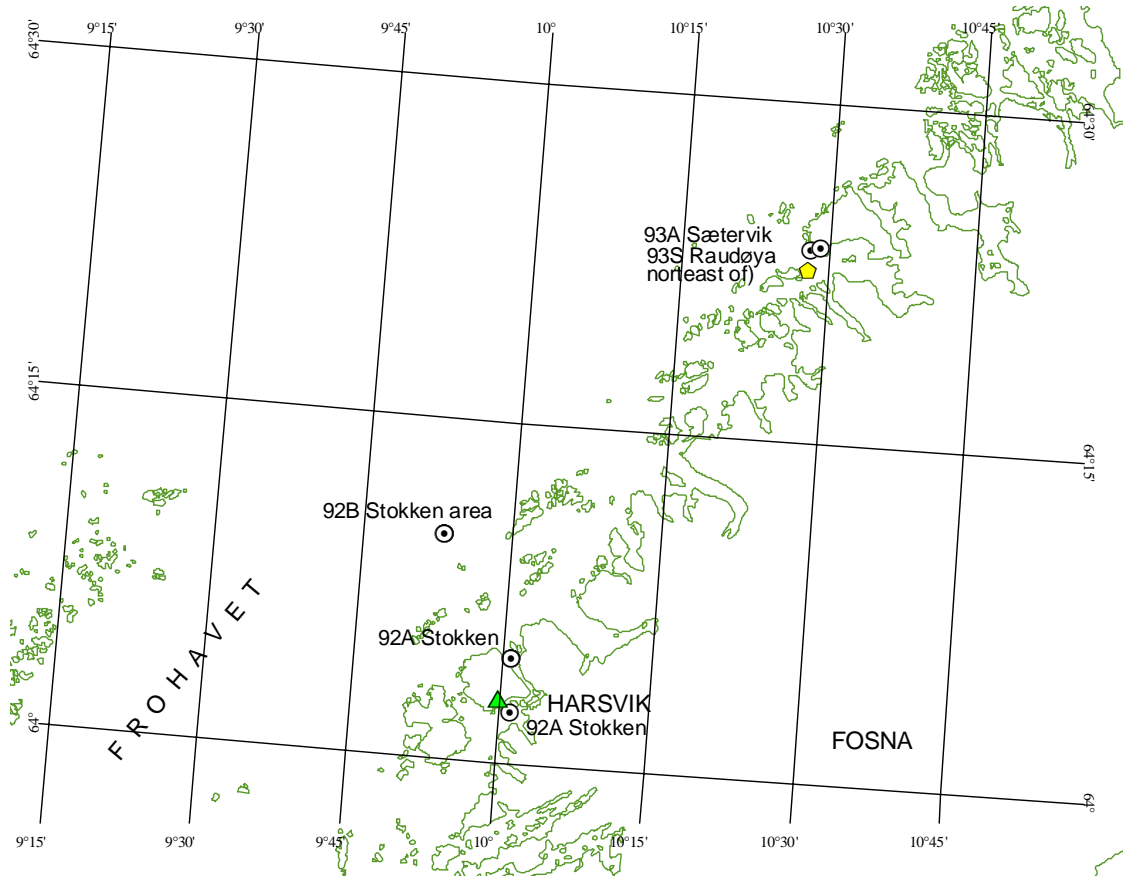 9°15'
9°30'
9°45'
10°
10°15'
10°30'
10°45'
64°30'
64°30'
93A Sætervik
93S Raudøya
norteast of)
64°15'
64°15'
92B Stokken area
92A Stokken
HARSVIK
92A Stokken
FROHAVET
FOSNA
64°
64°
9°15'
9°30'
9°45'
10°
10°15'
10°30'
10°45'